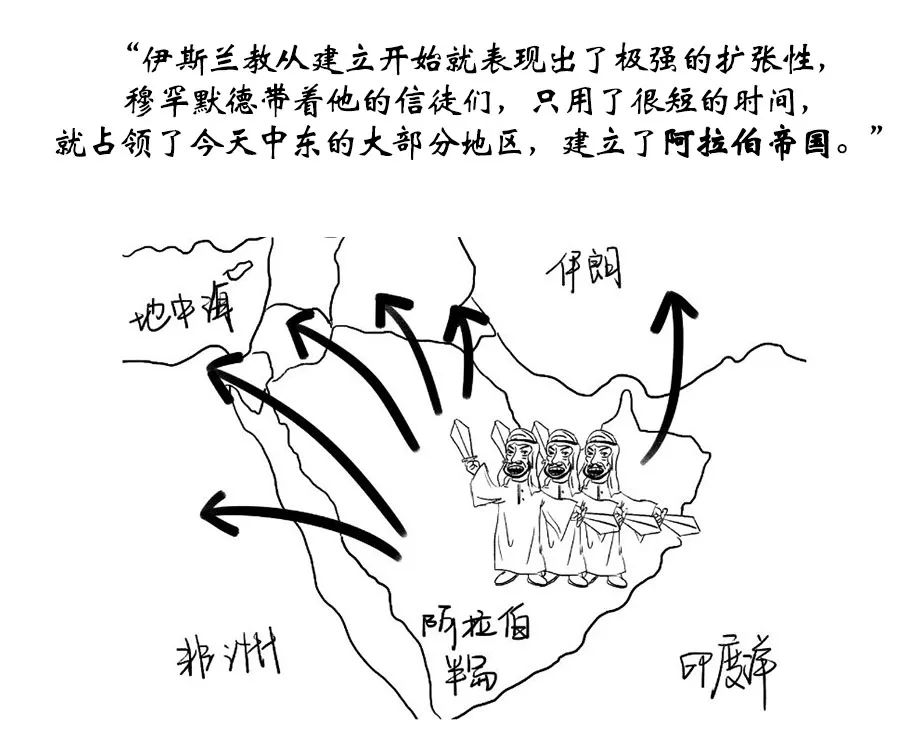 “伊斯兰教从建立开始就表现出了极强的扩张性，
穆罕默德带着他的信徒们，只用了很短的时间，
就占领了今天中东的大部分地区，建立了阿拉伯帝国。”
伊朗
地中海
阿拉伯
半岛
非洲
印度洋